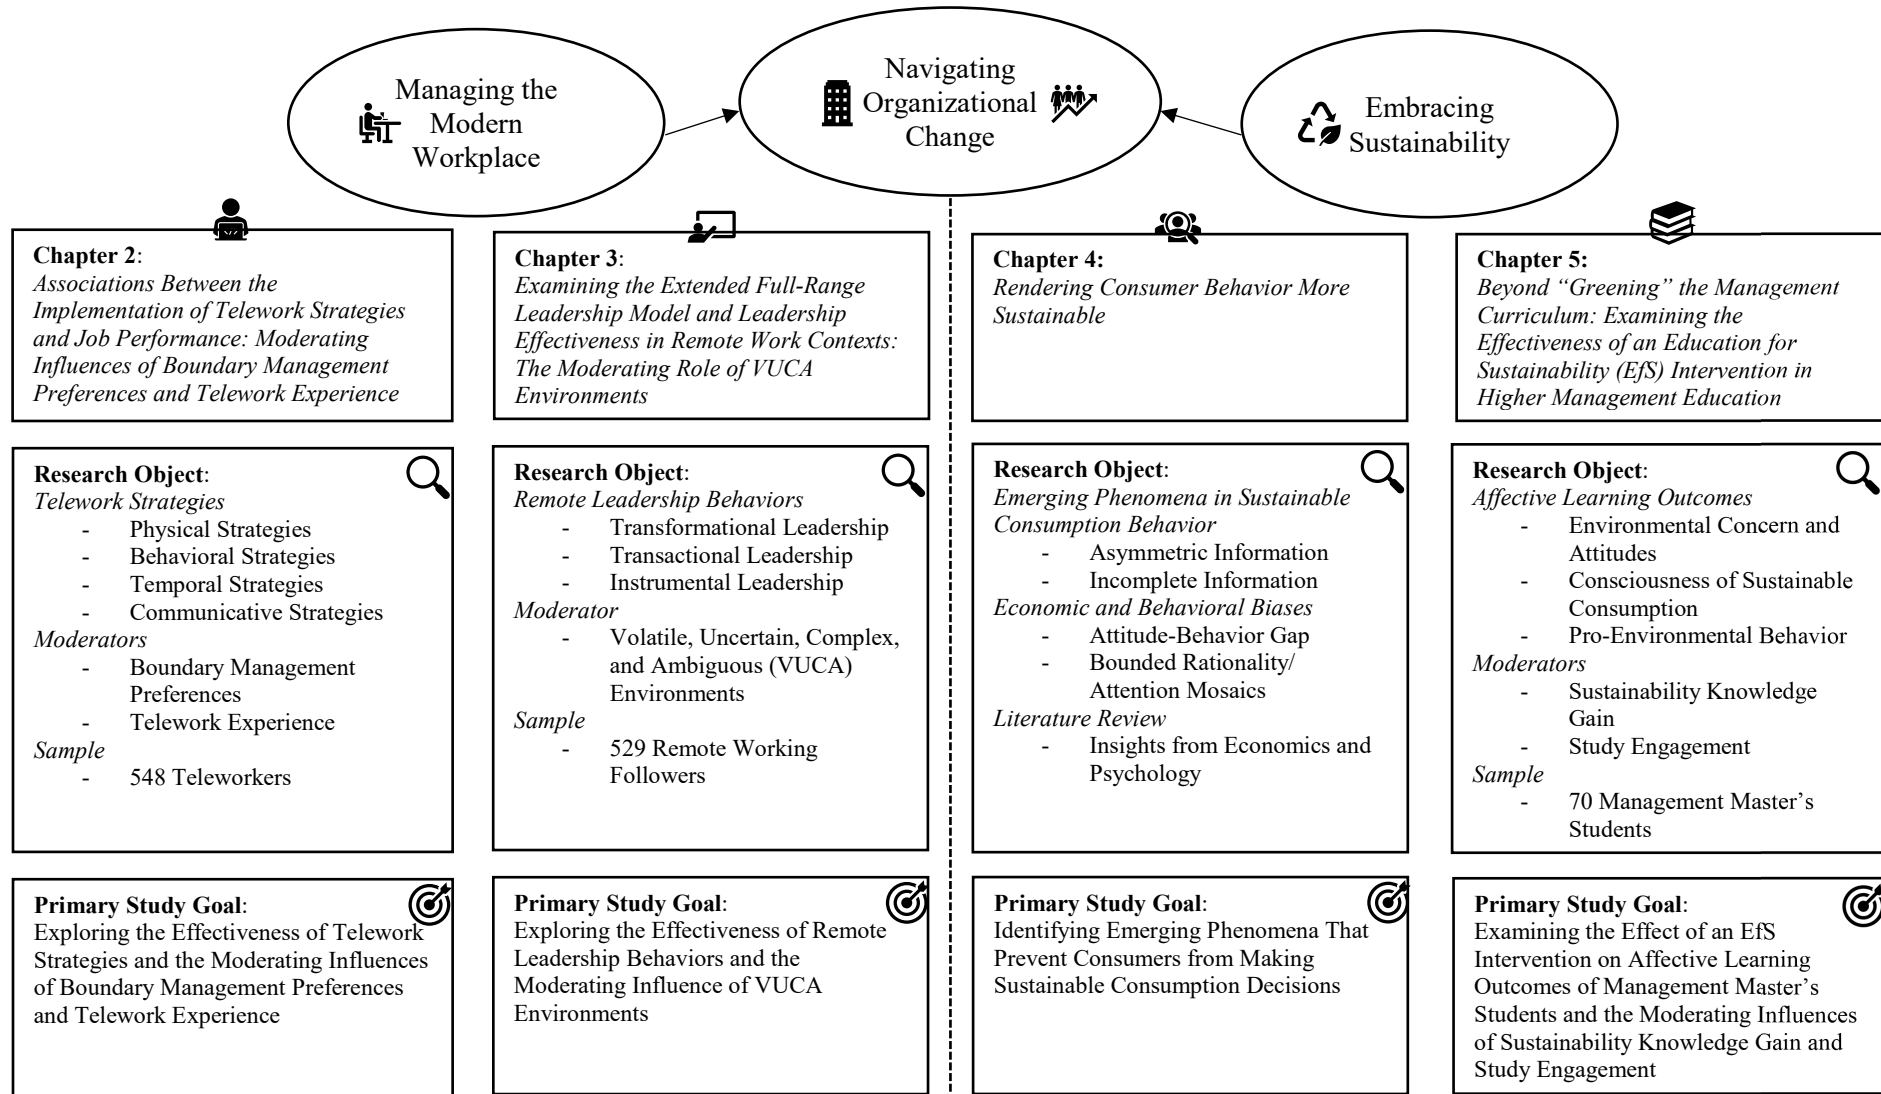 Managing the
Modern
Workplace
Navigating
Organizational
Change
Embracing
Sustainability
Chapter 2:
Associations Between the
Implementation of Telework Strategies
and Job Performance: Moderating
Influences of Boundary Management
Preferences and Telework Experience
Chapter 3:
Examining the Extended Full-Range
Leadership Model and Leadership
Effectiveness in Remote Work Contexts:
The Moderating Role of VUCA
Environments
Chapter 4:
Rendering Consumer Behavior More
Sustainable
Chapter 5:
Beyond “Greening” the Management
Curriculum: Examining the
Effectiveness of an Education for
Sustainability (EfS) Intervention in
Higher Management Education
Research Object:
Telework Strategies
- Physical Strategies
- Behavioral Strategies
- Temporal Strategies
- Communicative Strategies
Moderators
- Boundary Management
Preferences
- Telework Experience
Sample
- 548 Teleworkers
Research Object:
Remote Leadership Behaviors
- Transformational Leadership
- Transactional Leadership
- Instrumental Leadership
Moderator
- Volatile, Uncertain, Complex,
and Ambiguous (VUCA)
Environments
Sample
- 529 Remote Working
Followers
Research Object:
Emerging Phenomena in Sustainable
Consumption Behavior
- Asymmetric Information
- Incomplete Information
Economic and Behavioral Biases
- Attitude-Behavior Gap
- Bounded Rationality/
Attention Mosaics
Literature Review
- Insights from Economics and
Psychology
Research Object:
Affective Learning Outcomes
- Environmental Concern and
Attitudes
- Consciousness of Sustainable
Consumption
- Pro-Environmental Behavior
Moderators
- Sustainability Knowledge
Gain
- Study Engagement
Sample
- 70 Management Master’s
Students
Primary Study Goal:
Exploring the Effectiveness of Telework
Strategies and the Moderating Influences
of Boundary Management Preferences
and Telework Experience
Primary Study Goal:
Exploring the Effectiveness of Remote
Leadership Behaviors and the
Moderating Influence of VUCA
Environments
Primary Study Goal:
Identifying Emerging Phenomena That
Prevent Consumers from Making
Sustainable Consumption Decisions
Primary Study Goal:
Examining the Effect of an EfS
Intervention on Affective Learning
Outcomes of Management Master’s
Students and the Moderating Influences
of Sustainability Knowledge Gain and
Study Engagement